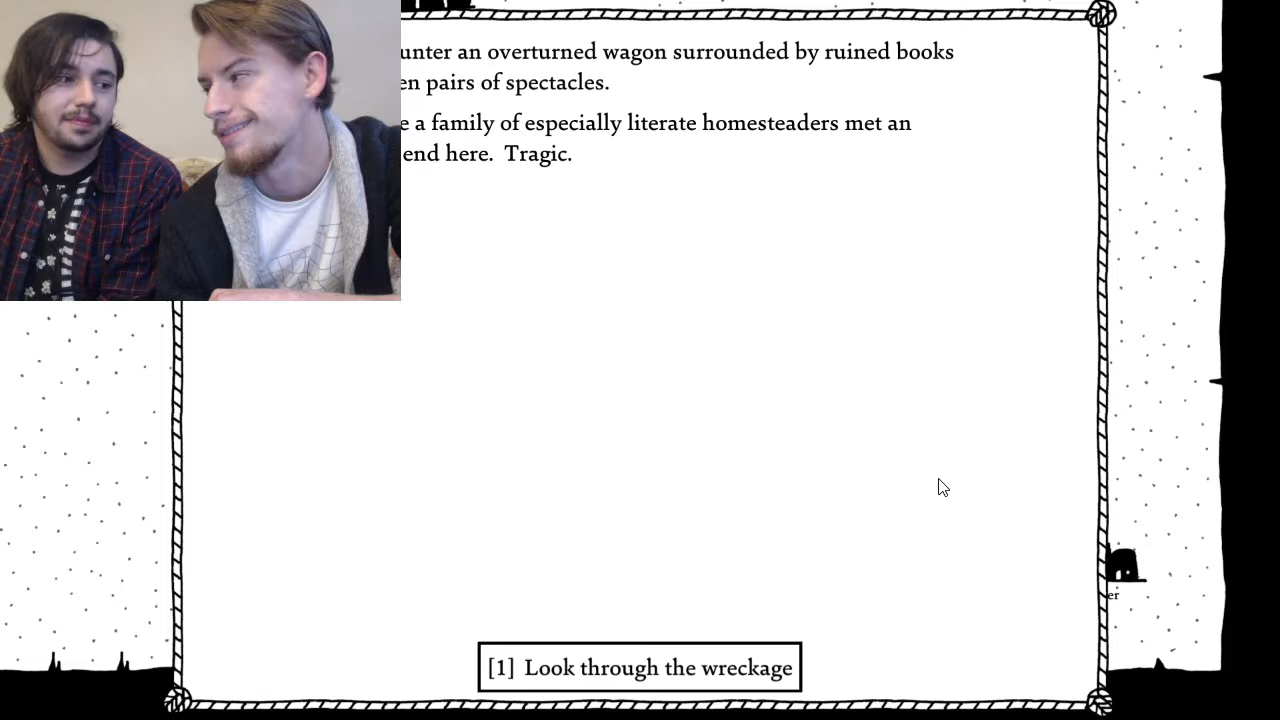 unter an overturned wagon surrounded by ruined books
en pairs of spectacles.
e a family of especially literate homesteaders met an
end here. Tragic.
er
[1] Look through the wreckage